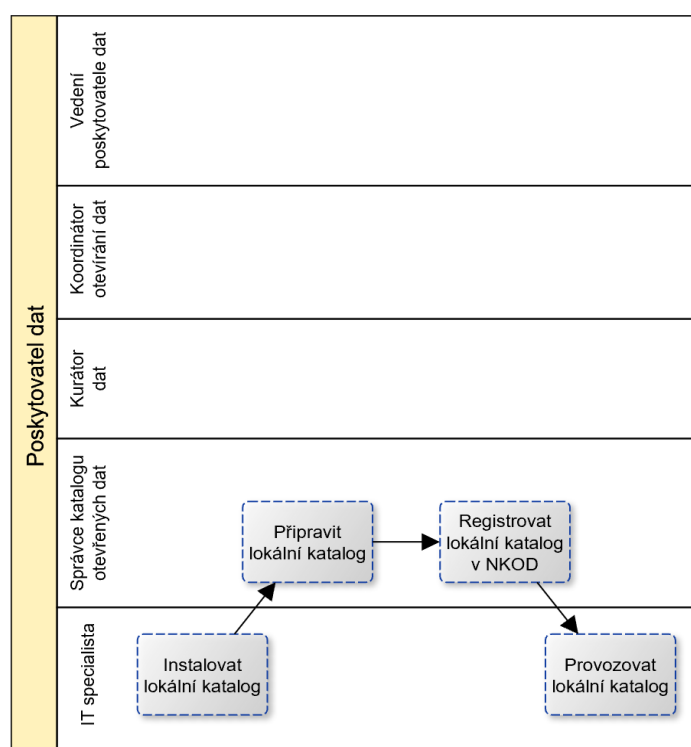 Poskytovatel dat
Vedení
poskytovatele dat
Koordinátor
otevírání dat
Kurátor
dat
Správce katalogu
otevřených dat
Připravit
lokální katalog
Registrovat
lokální katalog
v NKOD
IT specialista
Instalovat
lokální katalog
Provozovat
lokální katalog